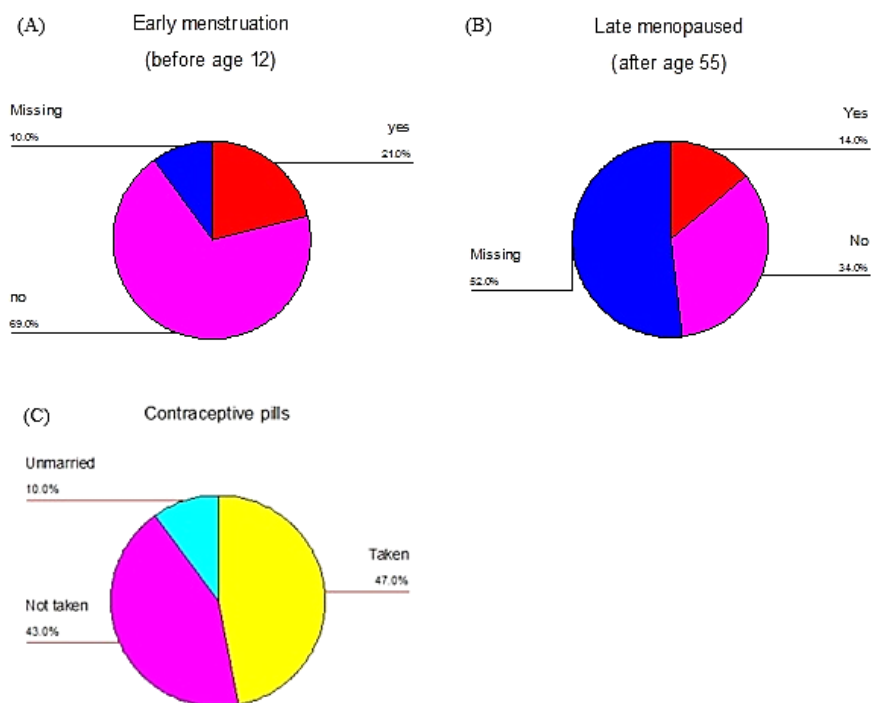 (A)
Early menstruation
(before age 12)
Missing
10.0%
yes
21.0%
no
69.0%
(B)
Late menopaused
(after age 55)
Yes
14.0%
No
34.0%
Missing
52.0%
(C)
Contraceptive pills
Unmarried
10.0%
Taken
47.0%
Not taken
43.0%